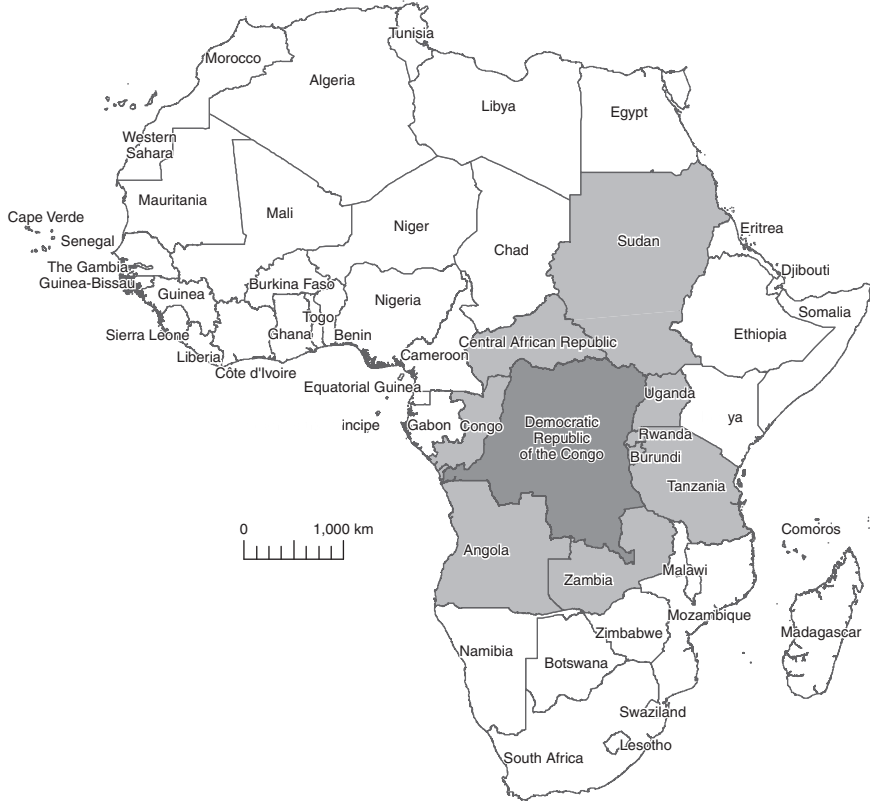 Tunisia
Morocco
Algeria
Libya
Egypt
Western
Sahara
Mauritania
Mali
Niger
Chad
Sudan
Cape Verde
Senegal
Eritrea
The Gambia
Guinea-Bissau
Guinea
Burkina Faso
Nigeria
Djibouti
Somalia
Togo
Sierra Leone
Ghana
Benin
Ethiopia
Liberia
Côte d'Ivoire
Cameroon
Central African Republic
Equatorial Guinea
Uganda
incipe
Gabon
Congo
Democratic
Republic
of the Congo
ya
Rwanda
Burundi
Tanzania
0
1,000 km
Comoros
Angola
Zambia
Malawi
Mozambique
Zimbabwe
Madagascar
Namibia
Botswana
Swaziland
Lesotho
South Africa